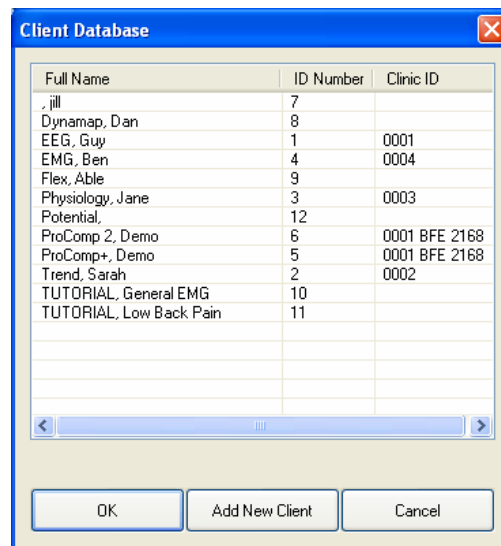 Client Database
Full Name ID Number Clinic ID
, jill 7
Dynamap, Dan 8
EEG, Guy 1 0001
EMG, Ben 4 0004
Flex, Able 9
Physiology, Jane 3 0003
Potential, 12
ProComp 2, Demo 6 0001 BFE 2168
ProComp+, Demo 5 0001 BFE 2168
Trend, Sarah 2 0002
TUTORIAL, General EMG 10
TUTORIAL, Low Back Pain 11
OK Add New Client Cancel